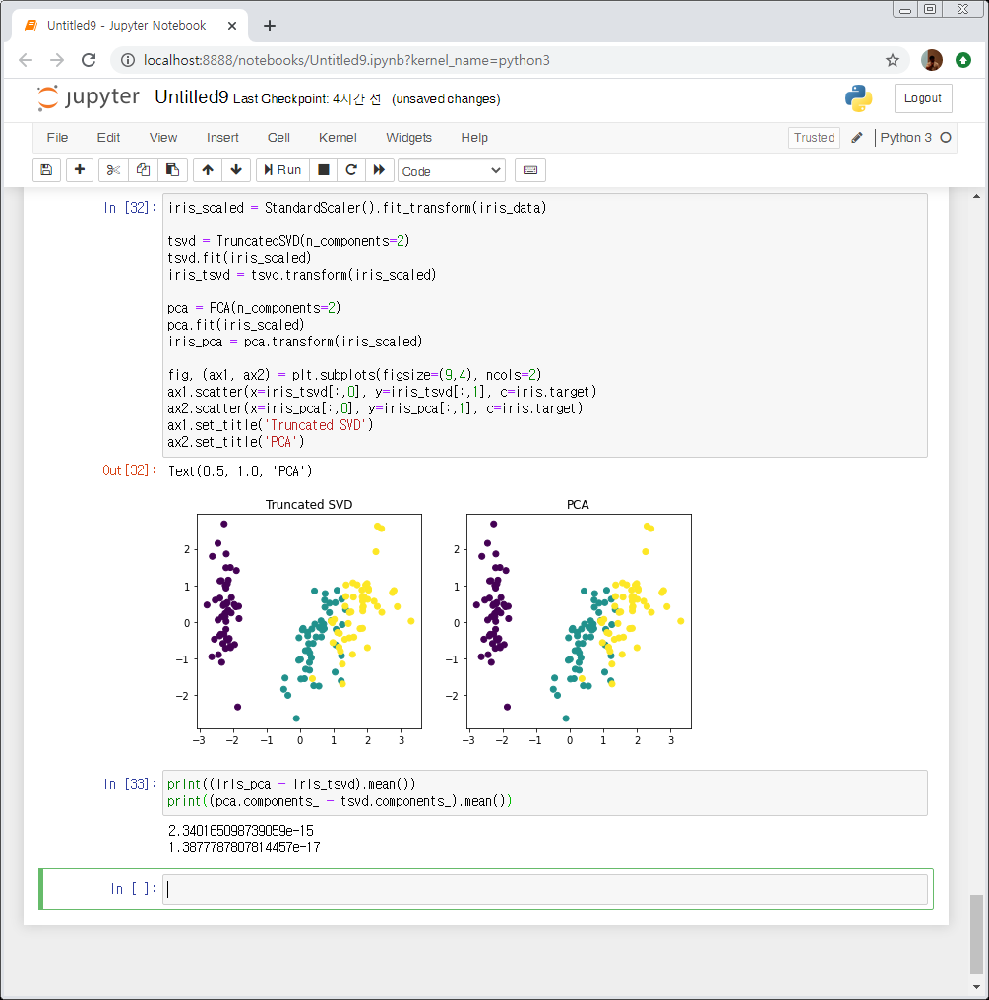 Untitled9 - Jupyter Notebook
localhost:8888/notebooks/Untitled9.ipynb?kernel_name=python3
jupyter Untitled9 Last Checkpoint: 4시간 전 (unsaved changes) Logout
File Edit View Insert Cell Kernel Widgets Help Trusted Python 3
Run Code
In [32]: iris_scaled = StandardScaler().fit_transform(iris_data)
tsvd = TruncatedSVD(n_components=2)
tsvd.fit(iris_scaled)
iris_tsvd = tsvd.transform(iris_scaled)
pca = PCA(n_components=2)
pca.fit(iris_scaled)
iris_pca = pca.transform(iris_scaled)
fig, (ax1, ax2) = plt.subplots(figsize=(9,4), ncols=2)
ax1.scatter(x=iris_tsvd[:,0], y=iris_tsvd[:,1], c=iris.target)
ax2.scatter(x=iris_pca[:,0], y=iris_pca[:,1], c=iris.target)
ax1.set_title('Truncated SVD')
ax2.set_title('PCA')
Out[32]: Text(0.5, 1.0, 'PCA')
Truncated SVD PCA
2 2
1 1
0 0
−1 −1
−2 −2
−3 −2 −1 0 1 2 3 −3 −2 −1 0 1 2 3
In [33]: print((iris_pca - iris_tsvd).mean())
print((pca.components_ - tsvd.components_).mean())
2.340165098739059e-15
1.3877787807814457e-17
In [ ]: